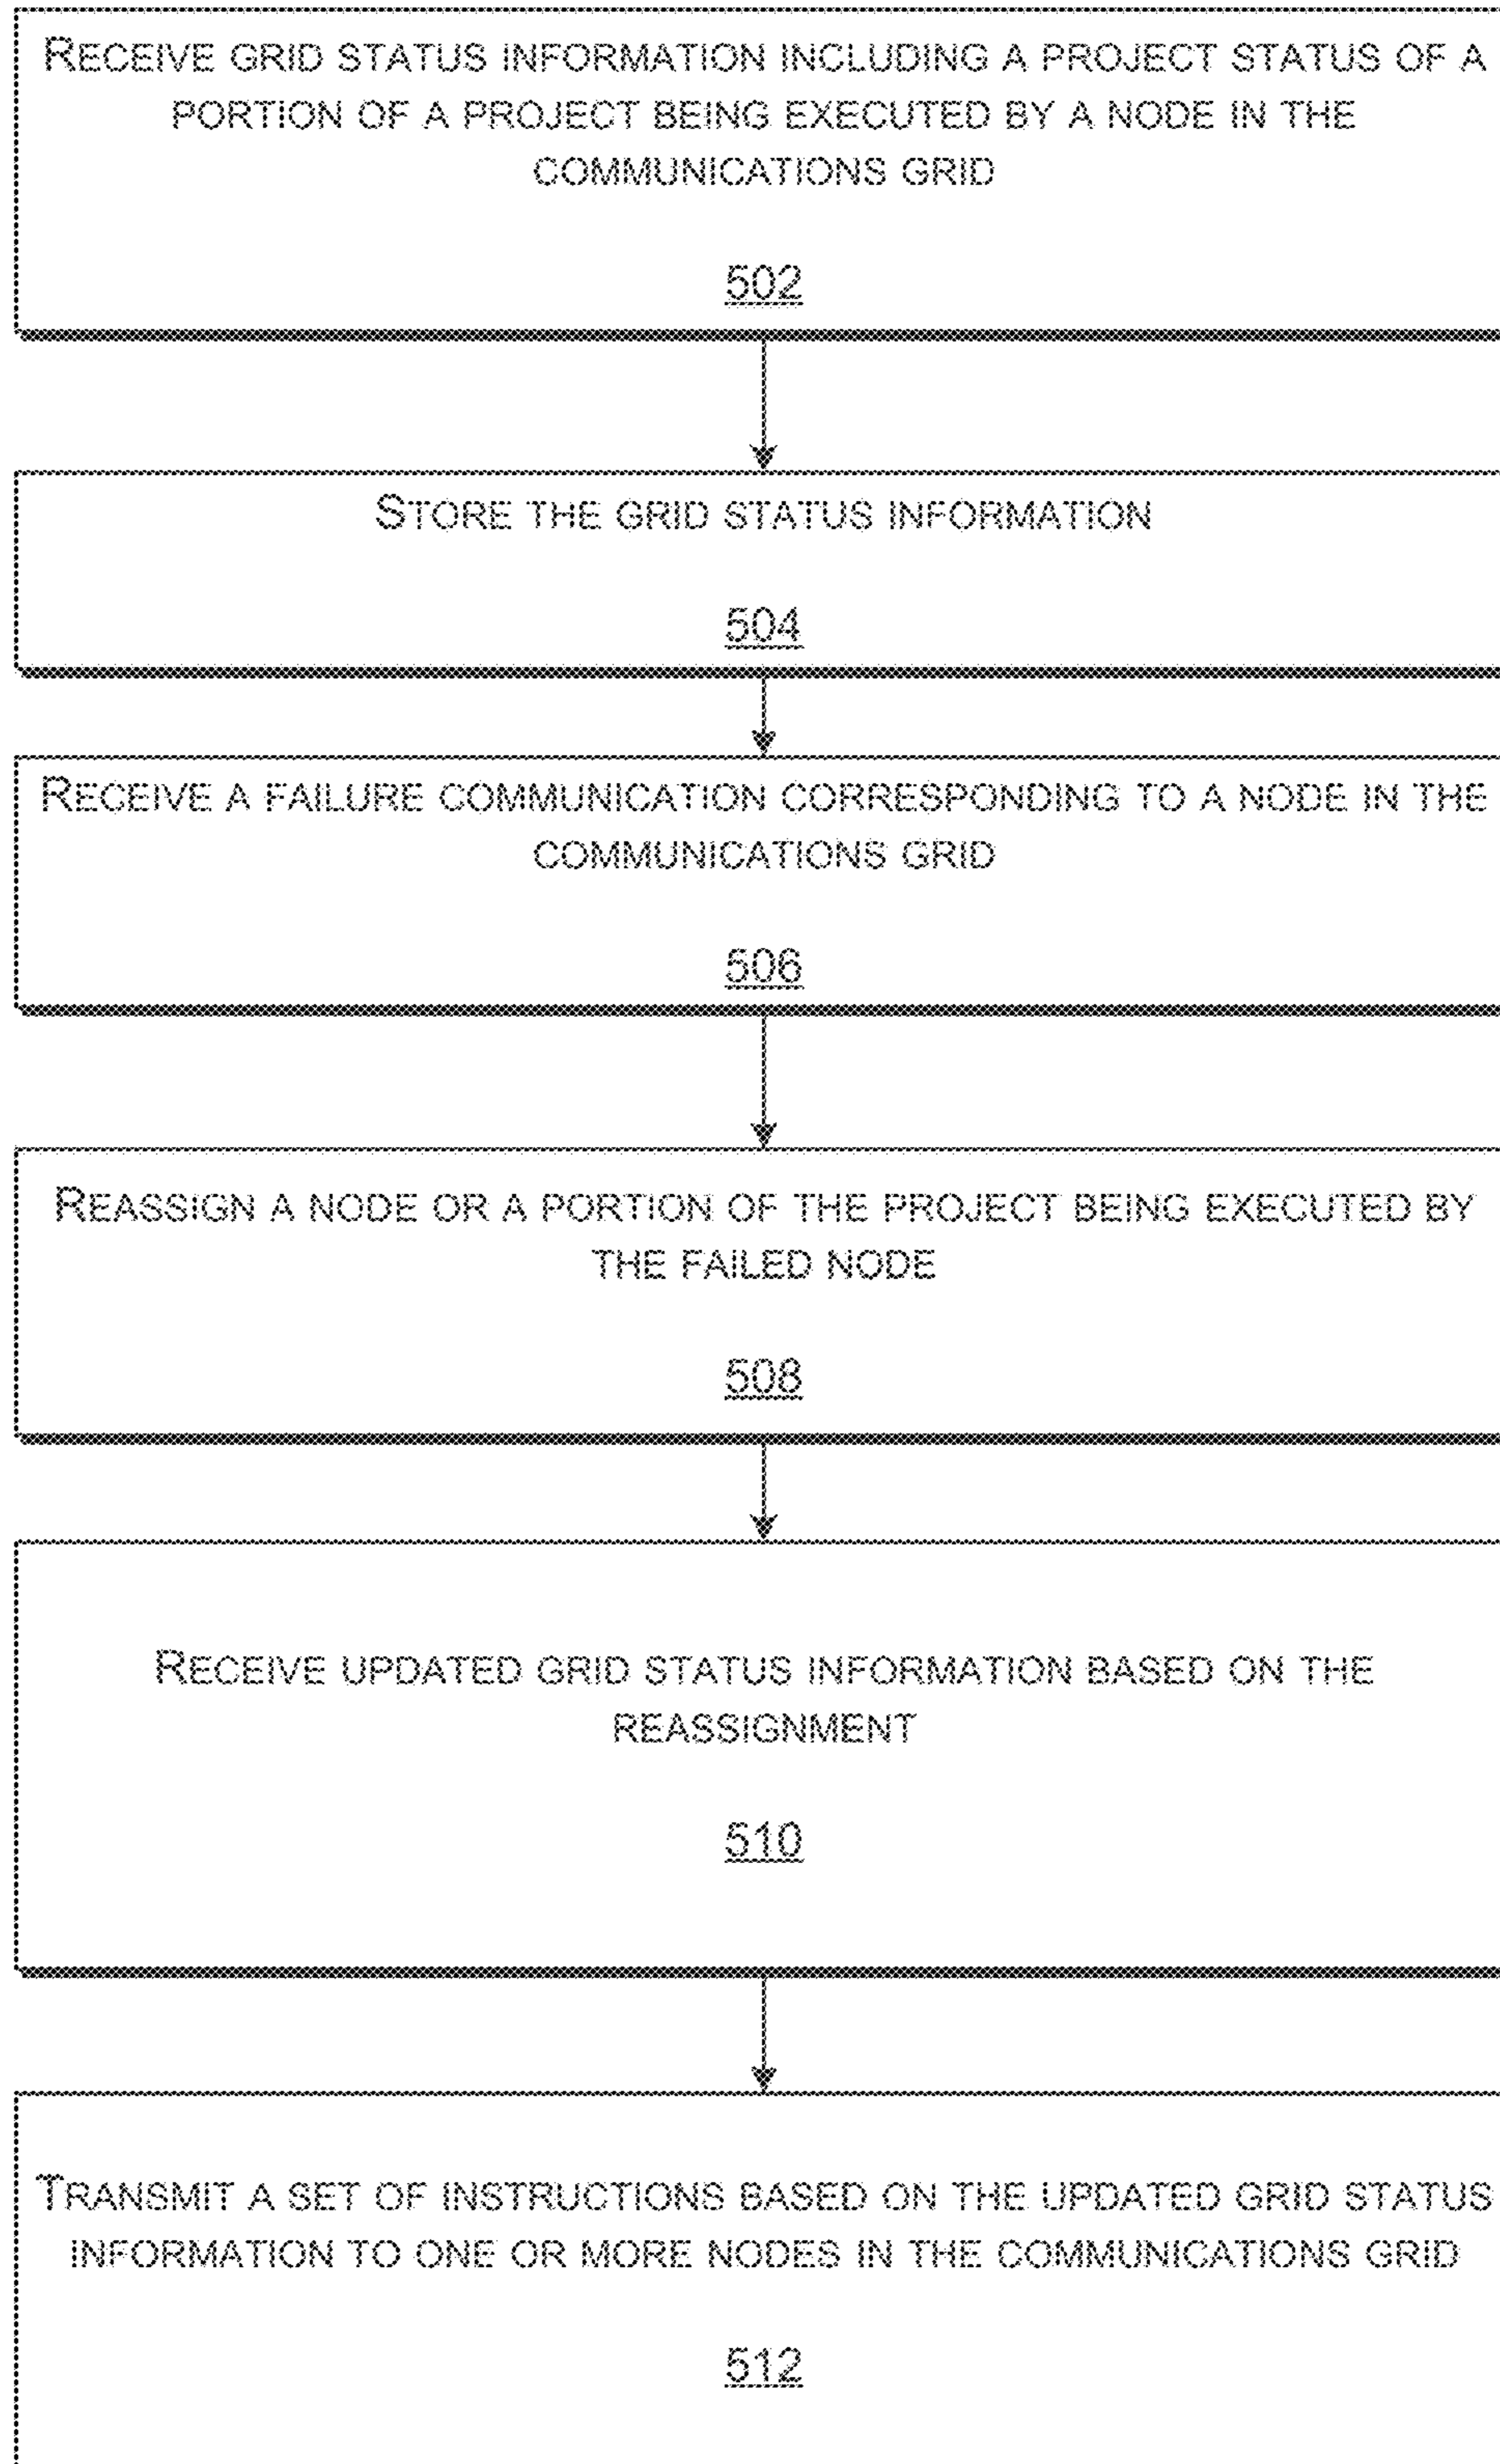 RECEIVE GRID STATUS INFORMATION INCLUDING A PROJECT STATUS OF A
PORTION OF A PROJECT BEING EXECUTED BY A NODE IN THE
COMMUNICATIONS GRID
502
STORE THE GRID STATUS INFORMATION
504
RECEIVE A FAILURE COMMUNICATION CORRESPONDING TO A NODE IN THE
COMMUNICATIONS GRID
506
REASSIGN A NODE OR A PORTION OF THE PROJECT BEING EXECUTED BY
THE FAILED NODE
508
RECEIVE UPDATED GRID STATUS INFORMATION BASED ON THE
REASSIGNMENT
510
TRANSMIT A SET OF INSTRUCTIONS BASED ON THE UPDATED GRID STATUS
INFORMATION TO ONE OR MORE NODES IN THE COMMUNICATIONS GRID
512